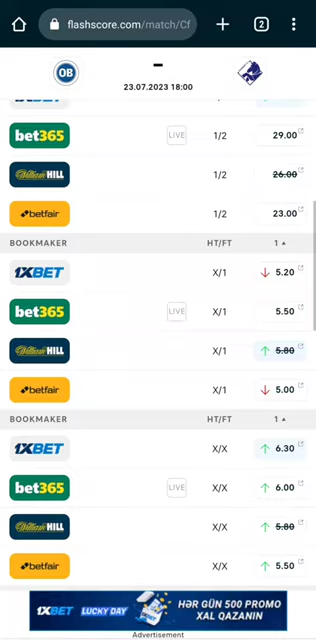 flashscore.com/match/Cf
2
OB
-
23.07.2023 18:00
1XBET
bet365 LIVE 1/2 29.00
William HILL 1/2 26.00
betfair 1/2 23.00
BOOKMAKER HT/FT 1
1XBET X/1 5.20
bet365 LIVE X/1 5.50
William HILL X/1 5.80
betfair X/1 5.00
BOOKMAKER HT/FT 1
1XBET X/X 6.30
bet365 LIVE X/X 6.00
William HILL X/X 5.80
betfair X/X 5.50
1XBET LUCKY DAY HƏR GÜN 500 PROMO
XAL QAZANIN
Advertisement